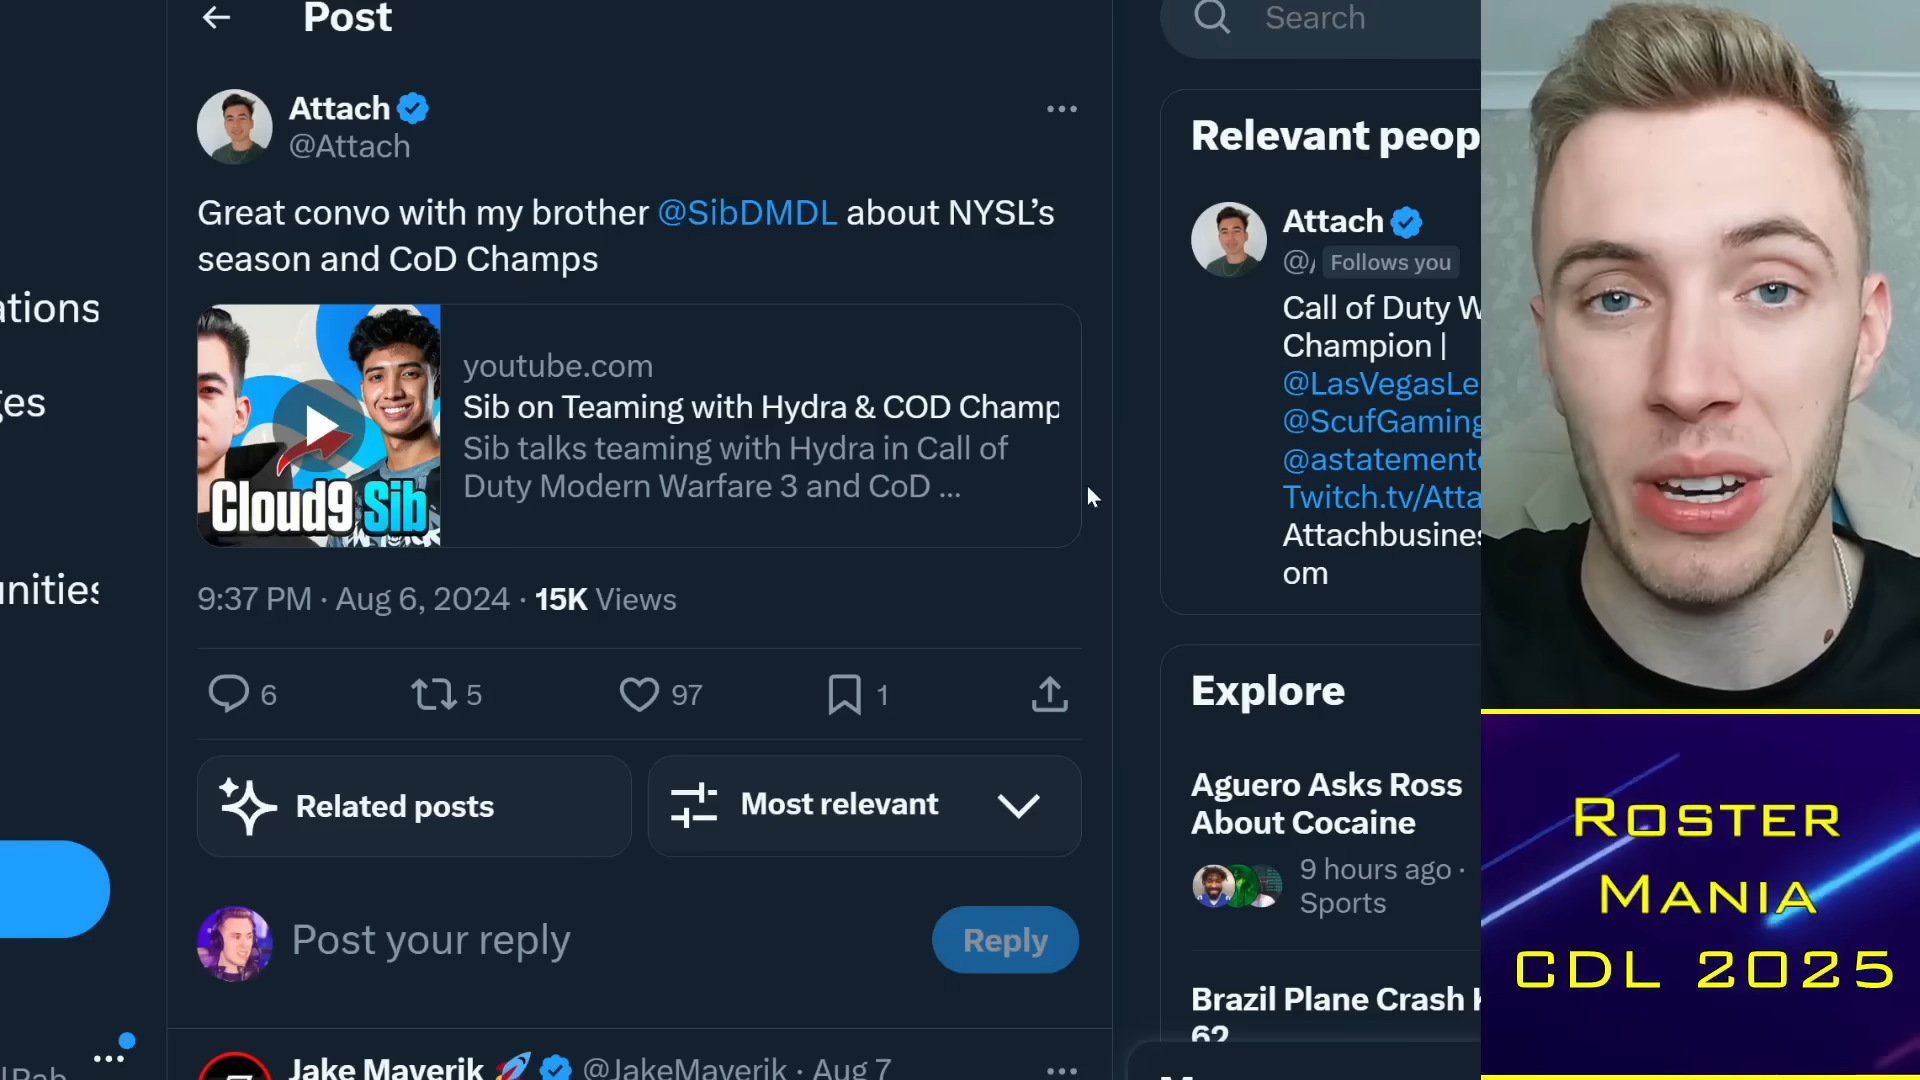 Post
Search
Attach
@Attach
Great convo with my brother @SibDMDL about NYSL's
season and CoD Champs
youtube.com
Sib on Teaming with Hydra & COD Champ
Sib talks teaming with Hydra in Call of
Duty Modern Warfare 3 and CoD ...
Cloud9 Sib
9:37 PM · Aug 6, 2024 · 15K Views
6
5
97
1
Related posts
Most relevant
Post your reply
Reply
Jake Maverik @JakeMaverik · Aug 7
ations
ges
unities
Relevant peop
Attach
@/ Follows you
Call of Duty W
Champion |
@LasVegasLe
@ScufGaming
@astatemente
Twitch.tv/Atta
Attachbusines
om
Explore
Aguero Asks Ross
About Cocaine
9 hours ago ·
Sports
Brazil Plane Crash K
62
Roster
Mania
CDL 2025